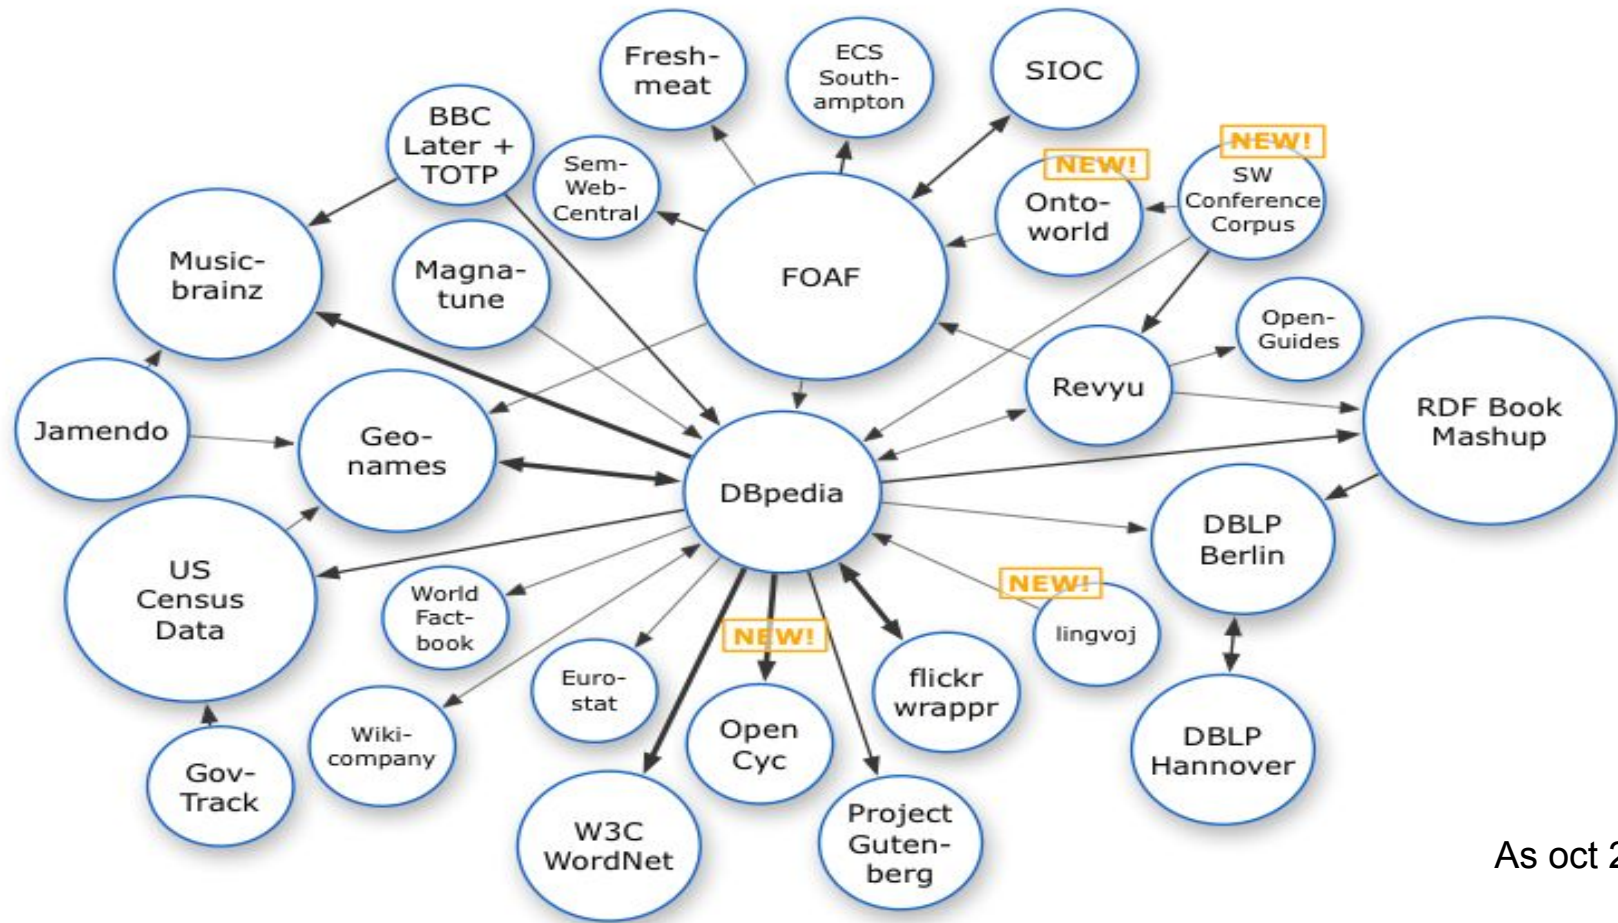 Fresh-
meat
ECS
South-
ampton
SIOC
BBC
Later +
TOTP
Sem-
Web-
Central
NEW!
Onto-
world
NEW!
SW
Conference
Corpus
Music-
brainz
Magna-
tune
FOAF
Open-
Guides
Jamendo
Geo-
names
Revyu
RDF Book
Mashup
DBpedia
DBLP
Berlin
US
Census
Data
World
Fact-
book
NEW!
lingvoj
NEW!
Euro-
stat
flickr
wrappr
Wiki-
company
Open
Cyc
DBLP
Hannover
Gov-
Track
W3C
WordNet
Project
Guten-
berg
As oct 2